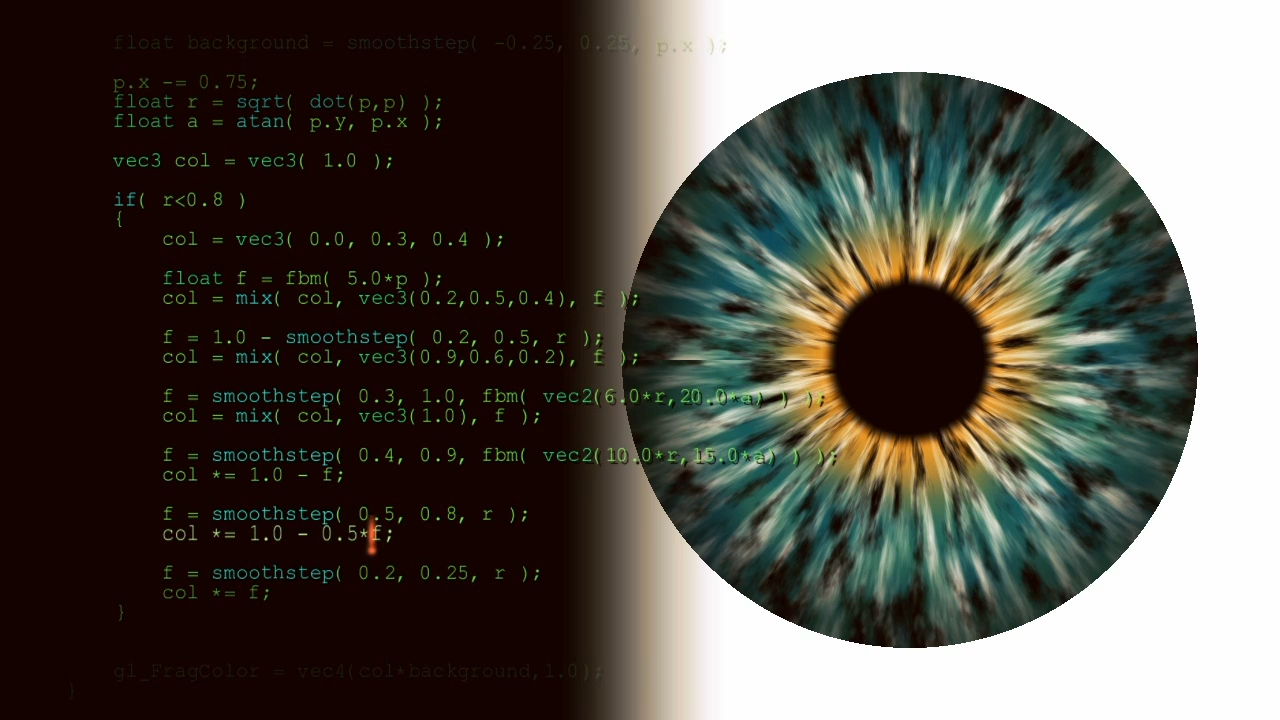 float background = smoothstep( -0.25, 0.25, p.x );
p.x -= 0.75;
float r = sqrt( dot(p,p) );
float a = atan( p.y, p.x );
vec3 col = vec3( 1.0 );
if( r<0.8 )
{
col = vec3( 0.0, 0.3, 0.4 );
float f = fbm( 5.0*p );
col = mix( col, vec3(0.2,0.5,0.4), f );
f = 1.0 - smoothstep( 0.2, 0.5, r );
col = mix( col, vec3(0.9,0.6,0.2), f );
f = smoothstep( 0.3, 1.0, fbm( vec2(6.0*r,20.0*a) ) );
col = mix( col, vec3(1.0), f );
f = smoothstep( 0.4, 0.9, fbm( vec2(10.0*r,15.0*a) ) );
col *= 1.0 - f;
f = smoothstep( 0.5, 0.8, r );
col *= 1.0 - 0.5*f;
f = smoothstep( 0.2, 0.25, r );
col *= f;
}
gl_FragColor = vec4(col*background,1.0);
}